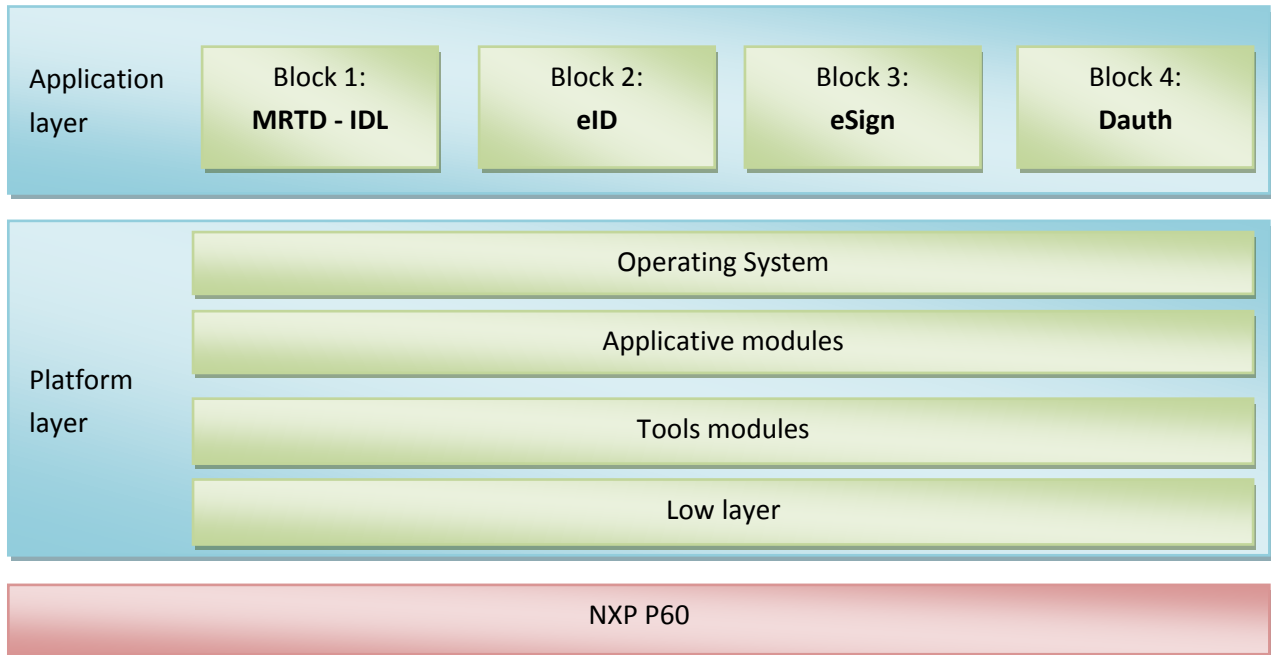 Application
layer
Block 1:
MRTD - IDL
Block 2:
eID
Block 3:
eSign
Block 4:
Dauth
Platform
layer
Operating System
Applicative modules
Tools modules
Low layer
NXP P60